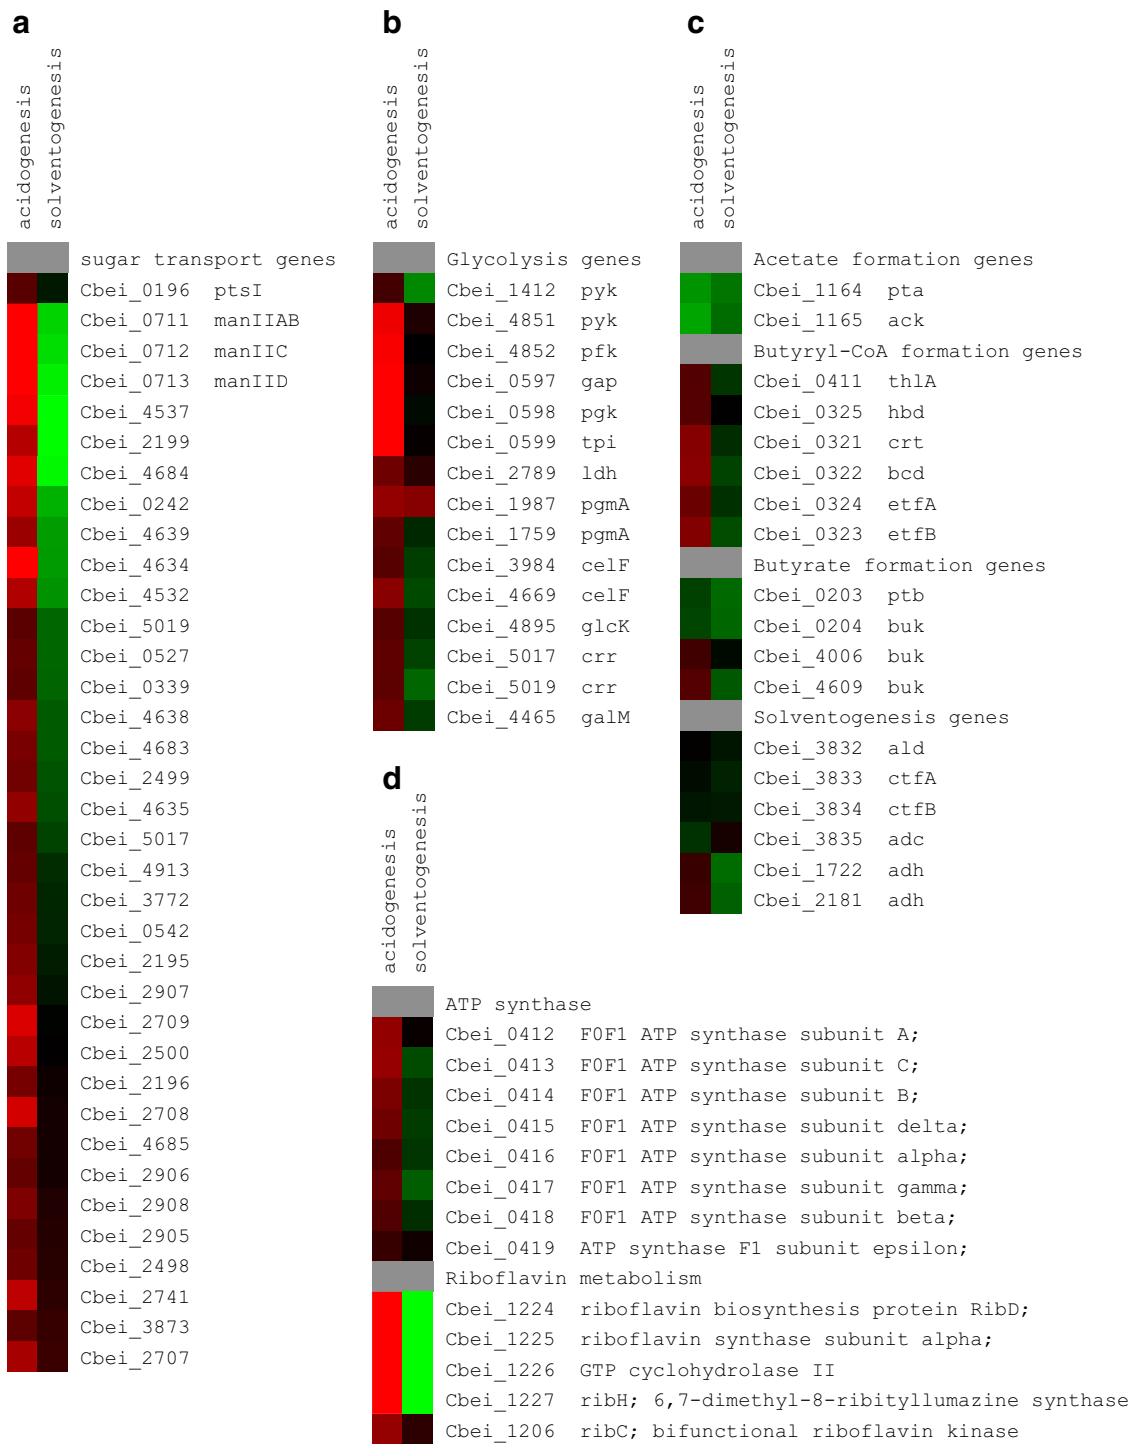 a
acidogenesis
solventogenesis
sugar transport genes
Cbei_0196 ptsI
Cbei_0711 manIIAB
Cbei_0712 manIIC
Cbei_0713 manIID
Cbei_4537
Cbei_2199
Cbei_4684
Cbei_0242
Cbei_4639
Cbei_4634
Cbei_4532
Cbei_5019
Cbei_0527
Cbei_0339
Cbei_4638
Cbei_4683
Cbei_2499
Cbei_4635
Cbei_5017
Cbei_4913
Cbei_3772
Cbei_0542
Cbei_2195
Cbei_2907
Cbei_2709
Cbei_2500
Cbei_2196
Cbei_2708
Cbei_4685
Cbei_2906
Cbei_2908
Cbei_2905
Cbei_2498
Cbei_2741
Cbei_3873
Cbei_2707
b
acidogenesis
solventogenesis
Glycolysis genes
Cbei_1412 pyk
Cbei_4851 pyk
Cbei_4852 pfk
Cbei_0597 gap
Cbei_0598 pgk
Cbei_0599 tpi
Cbei_2789 ldh
Cbei_1987 pgmA
Cbei_1759 pgmA
Cbei_3984 celF
Cbei_4669 celF
Cbei_4895 glcK
Cbei_5017 crr
Cbei_5019 crr
Cbei_4465 galM
c
acidogenesis
solventogenesis
Acetate formation genes
Cbei_1164 pta
Cbei_1165 ack
Butyryl-CoA formation genes
Cbei_0411 thlA
Cbei_0325 hbd
Cbei_0321 crt
Cbei_0322 bcd
Cbei_0324 etfA
Cbei_0323 etfB
Butyrate formation genes
Cbei_0203 ptb
Cbei_0204 buk
Cbei_4006 buk
Cbei_4609 buk
Solventogenesis genes
Cbei_3832 ald
Cbei_3833 ctfA
Cbei_3834 ctfB
Cbei_3835 adc
Cbei_1722 adh
Cbei_2181 adh
d
acidogenesis
solventogenesis
ATP synthase
Cbei_0412 F0F1 ATP synthase subunit A;
Cbei_0413 F0F1 ATP synthase subunit C;
Cbei_0414 F0F1 ATP synthase subunit B;
Cbei_0415 F0F1 ATP synthase subunit delta;
Cbei_0416 F0F1 ATP synthase subunit alpha;
Cbei_0417 F0F1 ATP synthase subunit gamma;
Cbei_0418 F0F1 ATP synthase subunit beta;
Cbei_0419 ATP synthase F1 subunit epsilon;
Riboflavin metabolism
Cbei_1224 riboflavin biosynthesis protein RibD;
Cbei_1225 riboflavin synthase subunit alpha;
Cbei_1226 GTP cyclohydrolase II
Cbei_1227 ribH; 6,7-dimethyl-8-ribityllumazine synthase
Cbei_1206 ribC; bifunctional riboflavin kinase